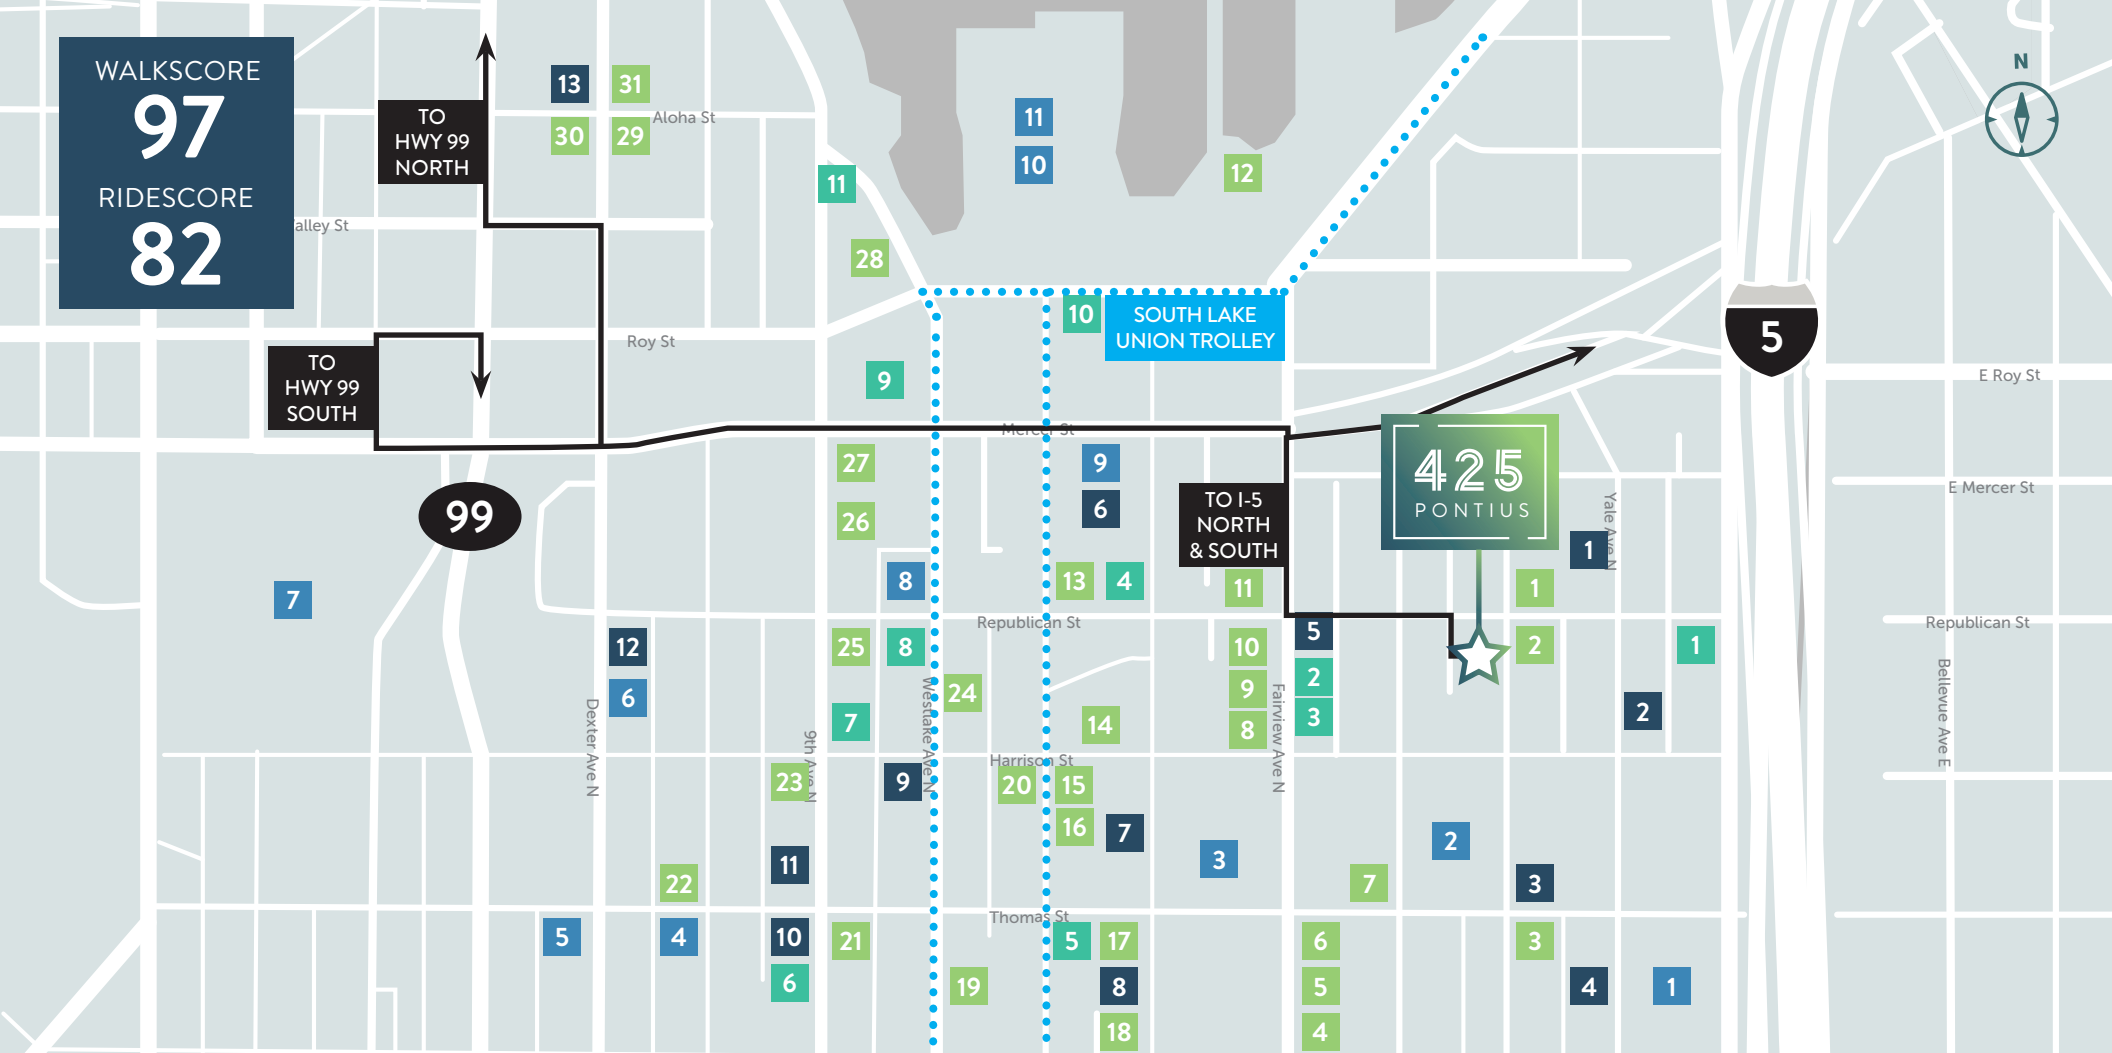 WALKSCORE
97
RIDESCORE
82
TO
HWY 99
NORTH
13
31
30
29
Aloha St
11
10
12
N
11
alley St
28
10
SOUTH LAKE
UNION TROLLEY
5
TO
HWY 99
SOUTH
Roy St
9
E Roy St
Mercer St
99
27
26
9
6
TO I-5
NORTH
& SOUTH
425
PONTIUS
E Mercer St
Yale Ave N
1
7
8
13
4
11
1
Republican St
Republican St
12
6
25
8
24
10
9
8
5
2
3
2
1
2
Dexter Ave N
9th Ave N
Westlake Ave N
Fairview Ave N
Bellevue Ave E
7
14
Harrison St
23
9
20
15
16
7
3
2
11
22
7
3
Thomas St
5
4
10
21
5
17
6
3
6
19
8
5
4
1
18
4